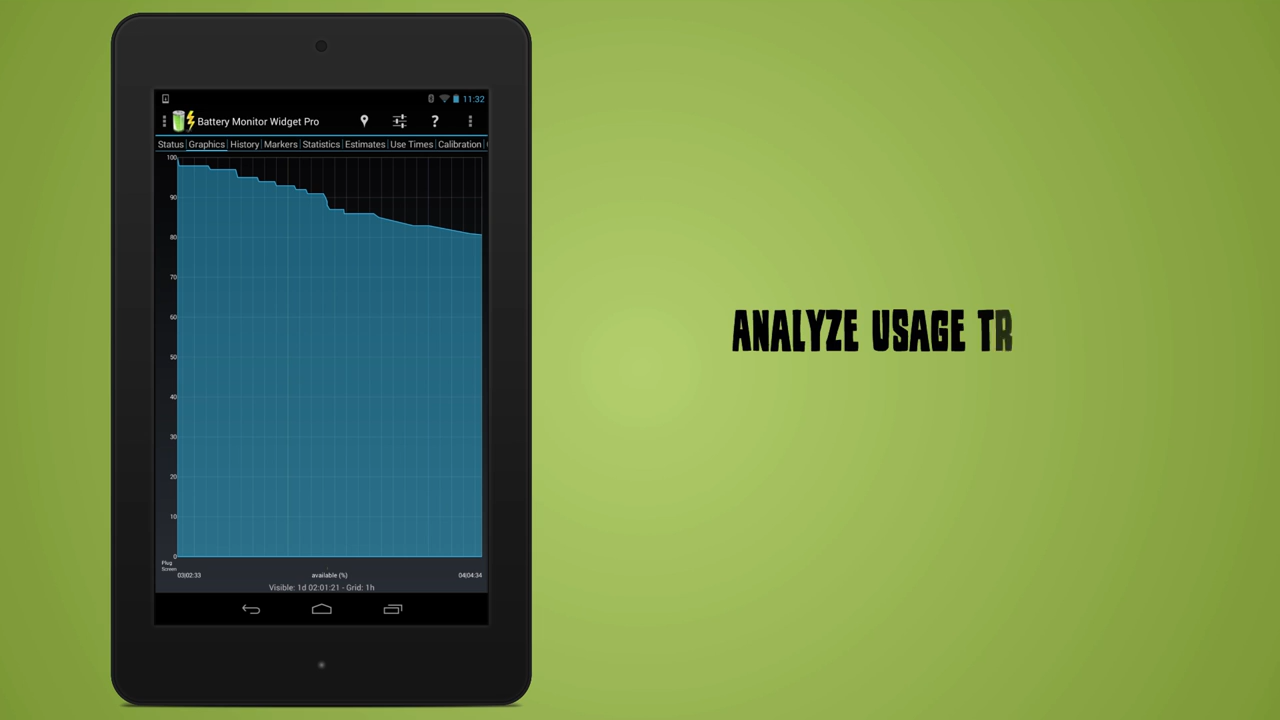 11:32
Battery Monitor Widget Pro ?
Status Graphics History Markers Statistics Estimates Use Times Calibration
100
90
80
70
60
50
40
30
20
10
0
Plug
Screen
03|02:33 available (%) 04|04:34
Visible: 1d 02:01:21 - Grid: 1h
ANALYZE USAGE TR